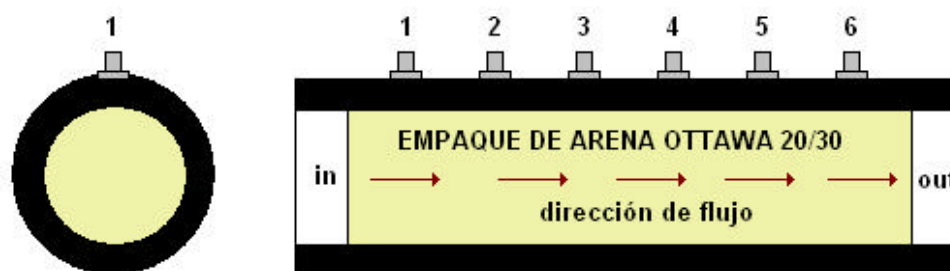 1
1 2 3 4 5 6
EMPAQUE DE ARENA OTTAWA 20/30
in
out
dirección de flujo